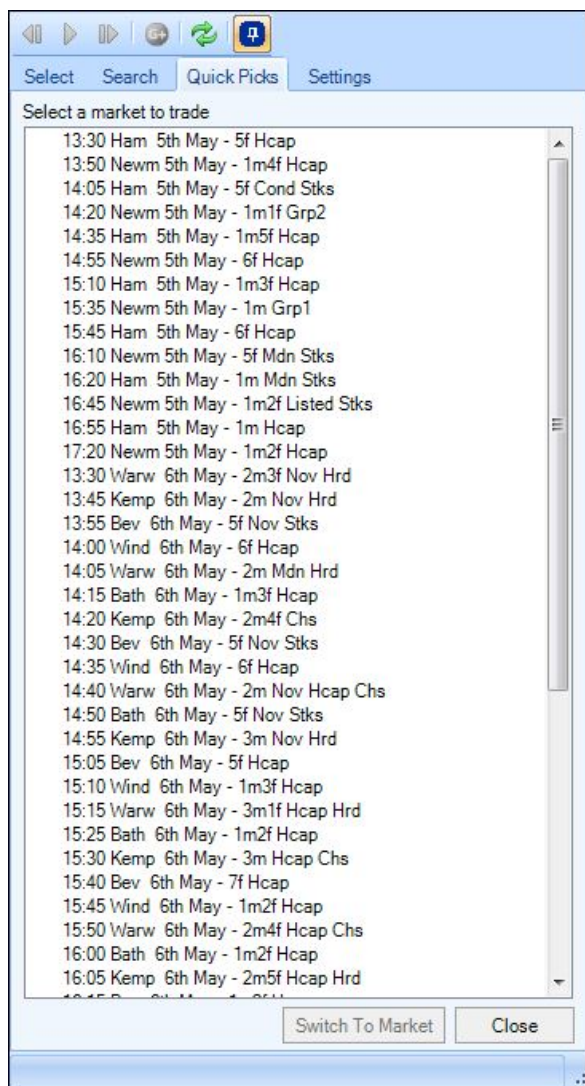 Select Search Quick Picks Settings
Select a market to trade
13:30 Ham 5th May - 5f Hcap
13:50 Newm 5th May - 1m4f Hcap
14:05 Ham 5th May - 5f Cond Stks
14:20 Newm 5th May - 1m1f Grp2
14:35 Ham 5th May - 1m5f Hcap
14:55 Newm 5th May - 6f Hcap
15:10 Ham 5th May - 1m3f Hcap
15:35 Newm 5th May - 1m Grp1
15:45 Ham 5th May - 6f Hcap
16:10 Newm 5th May - 5f Mdn Stks
16:20 Ham 5th May - 1m Mdn Stks
16:45 Newm 5th May - 1m2f Listed Stks
16:55 Ham 5th May - 1m Hcap
17:20 Newm 5th May - 1m2f Hcap
13:30 Warw 6th May - 2m3f Nov Hrd
13:45 Kemp 6th May - 2m Nov Hrd
13:55 Bev 6th May - 5f Nov Stks
14:00 Wind 6th May - 6f Hcap
14:05 Warw 6th May - 2m Mdn Hrd
14:15 Bath 6th May - 1m3f Hcap
14:20 Kemp 6th May - 2m4f Chs
14:30 Bev 6th May - 5f Nov Stks
14:35 Wind 6th May - 6f Hcap
14:40 Warw 6th May - 2m Nov Hcap Chs
14:50 Bath 6th May - 5f Nov Stks
14:55 Kemp 6th May - 3m Nov Hrd
15:05 Bev 6th May - 5f Hcap
15:10 Wind 6th May - 1m3f Hcap
15:15 Warw 6th May - 3m1f Hcap Hrd
15:25 Bath 6th May - 1m2f Hcap
15:30 Kemp 6th May - 3m Hcap Chs
15:40 Bev 6th May - 7f Hcap
15:45 Wind 6th May - 1m2f Hcap
15:50 Warw 6th May - 2m4f Hcap Chs
16:00 Bath 6th May - 1m2f Hcap
16:05 Kemp 6th May - 2m5f Hcap Hrd
Switch To Market Close